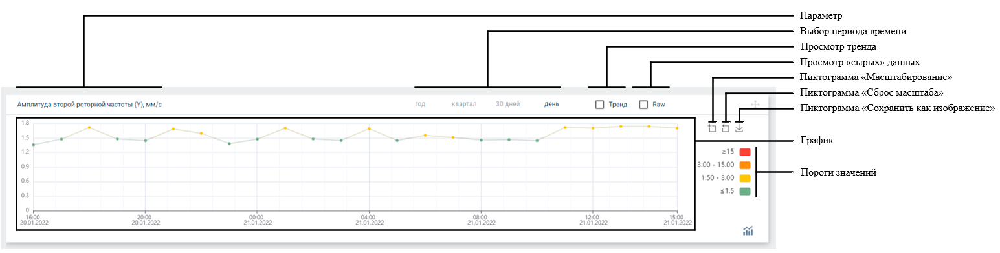 Параметр
Выбор периода времени
Просмотр тренда
Просмотр «сырых» данных
Пиктограмма «Масштабирование»
Пиктограмма «Сброс масштаба»
Пиктограмма «Сохранить как изображение»
Амплитуда второй роторной частоты (Y), мм/с
год квартал 30 дней день Тренд Raw
1.8
1.5
1.2
0.9
0.6
0.3
0
16:00 20:00 00:00 04:00 08:00 12:00 15:00
20.01.2022 20.01.2022 21.01.2022 21.01.2022 21.01.2022 21.01.2022 21.01.2022
График
≥15
3.00 - 15.00
1.50 - 3.00
≤1.5
Пороги значений